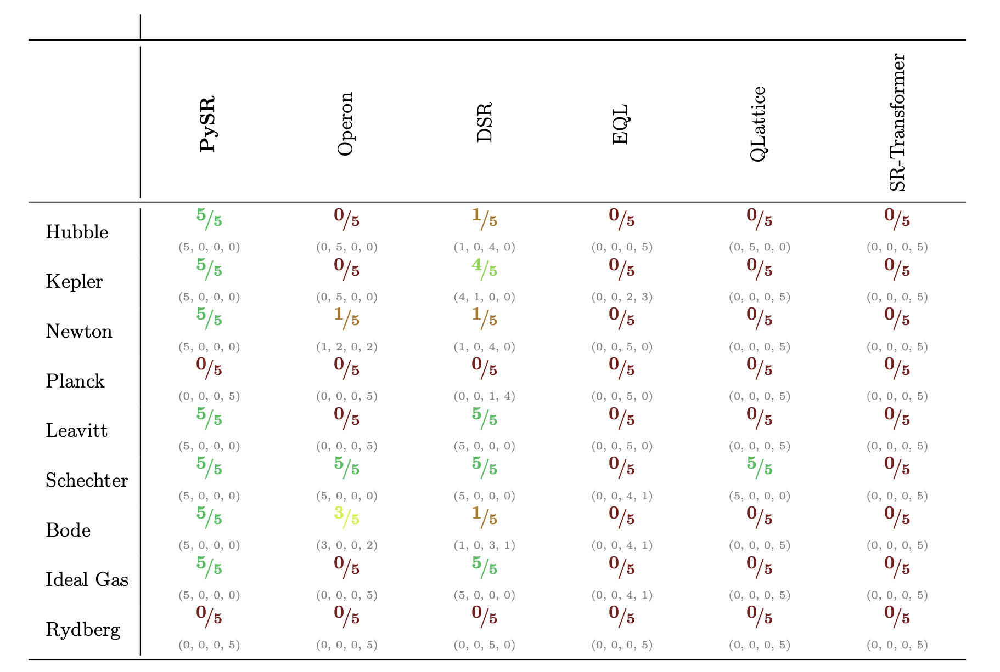 PySR Operon DSR EQL QLattice SR-Transformer
Hubble 5/5 0/5 1/5 0/5 0/5 0/5
(5, 0, 0, 0) (0, 5, 0, 0) (1, 0, 4, 0) (0, 0, 0, 5) (0, 5, 0, 0) (0, 0, 0, 5)
Kepler 5/5 0/5 4/5 0/5 0/5 0/5
(5, 0, 0, 0) (0, 5, 0, 0) (4, 1, 0, 0) (0, 0, 2, 3) (0, 0, 0, 5) (0, 0, 0, 5)
Newton 5/5 1/5 1/5 0/5 0/5 0/5
(5, 0, 0, 0) (1, 2, 0, 2) (1, 0, 4, 0) (0, 0, 5, 0) (0, 0, 0, 5) (0, 0, 0, 5)
Planck 0/5 0/5 0/5 0/5 0/5 0/5
(0, 0, 0, 5) (0, 0, 0, 5) (0, 0, 1, 4) (0, 0, 5, 0) (0, 0, 0, 5) (0, 0, 0, 5)
Leavitt 5/5 0/5 5/5 0/5 0/5 0/5
(5, 0, 0, 0) (0, 0, 0, 5) (5, 0, 0, 0) (0, 0, 5, 0) (0, 0, 0, 5) (0, 0, 0, 5)
Schechter 5/5 5/5 5/5 0/5 5/5 0/5
(5, 0, 0, 0) (5, 0, 0, 0) (5, 0, 0, 0) (0, 0, 4, 1) (5, 0, 0, 0) (0, 0, 0, 5)
Bode 5/5 3/5 1/5 0/5 0/5 0/5
(5, 0, 0, 0) (3, 0, 0, 2) (1, 0, 3, 1) (0, 0, 4, 1) (0, 0, 0, 5) (0, 0, 0, 5)
Ideal Gas 5/5 0/5 5/5 0/5 0/5 0/5
(5, 0, 0, 0) (0, 0, 0, 5) (5, 0, 0, 0) (0, 0, 4, 1) (0, 0, 0, 5) (0, 0, 0, 5)
Rydberg 0/5 0/5 0/5 0/5 0/5 0/5
(0, 0, 0, 5) (0, 0, 0, 5) (0, 0, 5, 0) (0, 0, 0, 5) (0, 0, 0, 5) (0, 0, 0, 5)